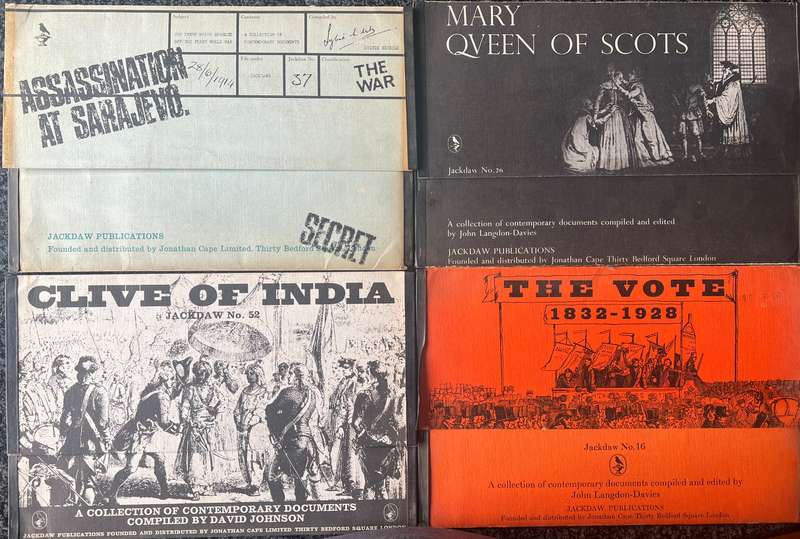 Subject
Contents
Compiled by
A COLLECTION OF
CONTEMPORARY DOCUMENTS
28/6/1914
File under
Jackdaw No.
Classification
37
THE
WAR
ASSASSINATION
AT SARAJEVO.
JACKDAW PUBLICATIONS
Founded and distributed by Jonathan Cape Limited, Thirty Bedford
SECRET
MARY
QVEEN OF SCOTS
Jackdaw No.26
A collection of contemporary documents compiled and edited
by John Langdon-Davies
JACKDAW PUBLICATIONS
Founded and distributed by Jonathan Cape Thirty Bedford Square London
CLIVE OF INDIA
JACKDAW No. 52
A COLLECTION OF CONTEMPORARY DOCUMENTS
COMPILED BY DAVID JOHNSON
JACKDAW PUBLICATIONS FOUNDED AND DISTRIBUTED BY JONATHAN CAPE LIMITED THIRTY BEDFORD SQUARE LONDON
THE VOTE
1832-1928
Jackdaw No.16
A collection of contemporary documents compiled and edited by
John Langdon-Davies
JACKDAW PUBLICATIONS
Founded and distributed by Jonathan Cape Thirty Bedford Square London